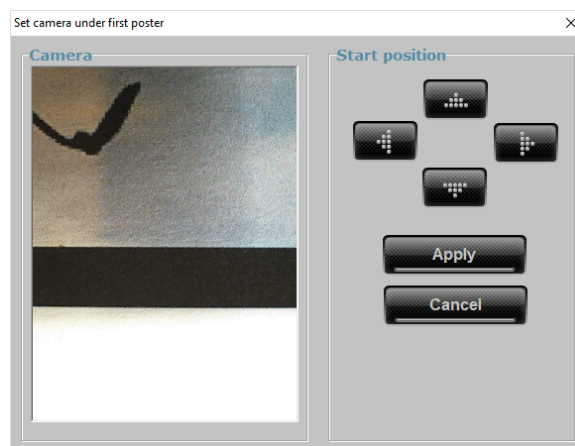 Set camera under first poster
Camera
Start position
Apply
Cancel